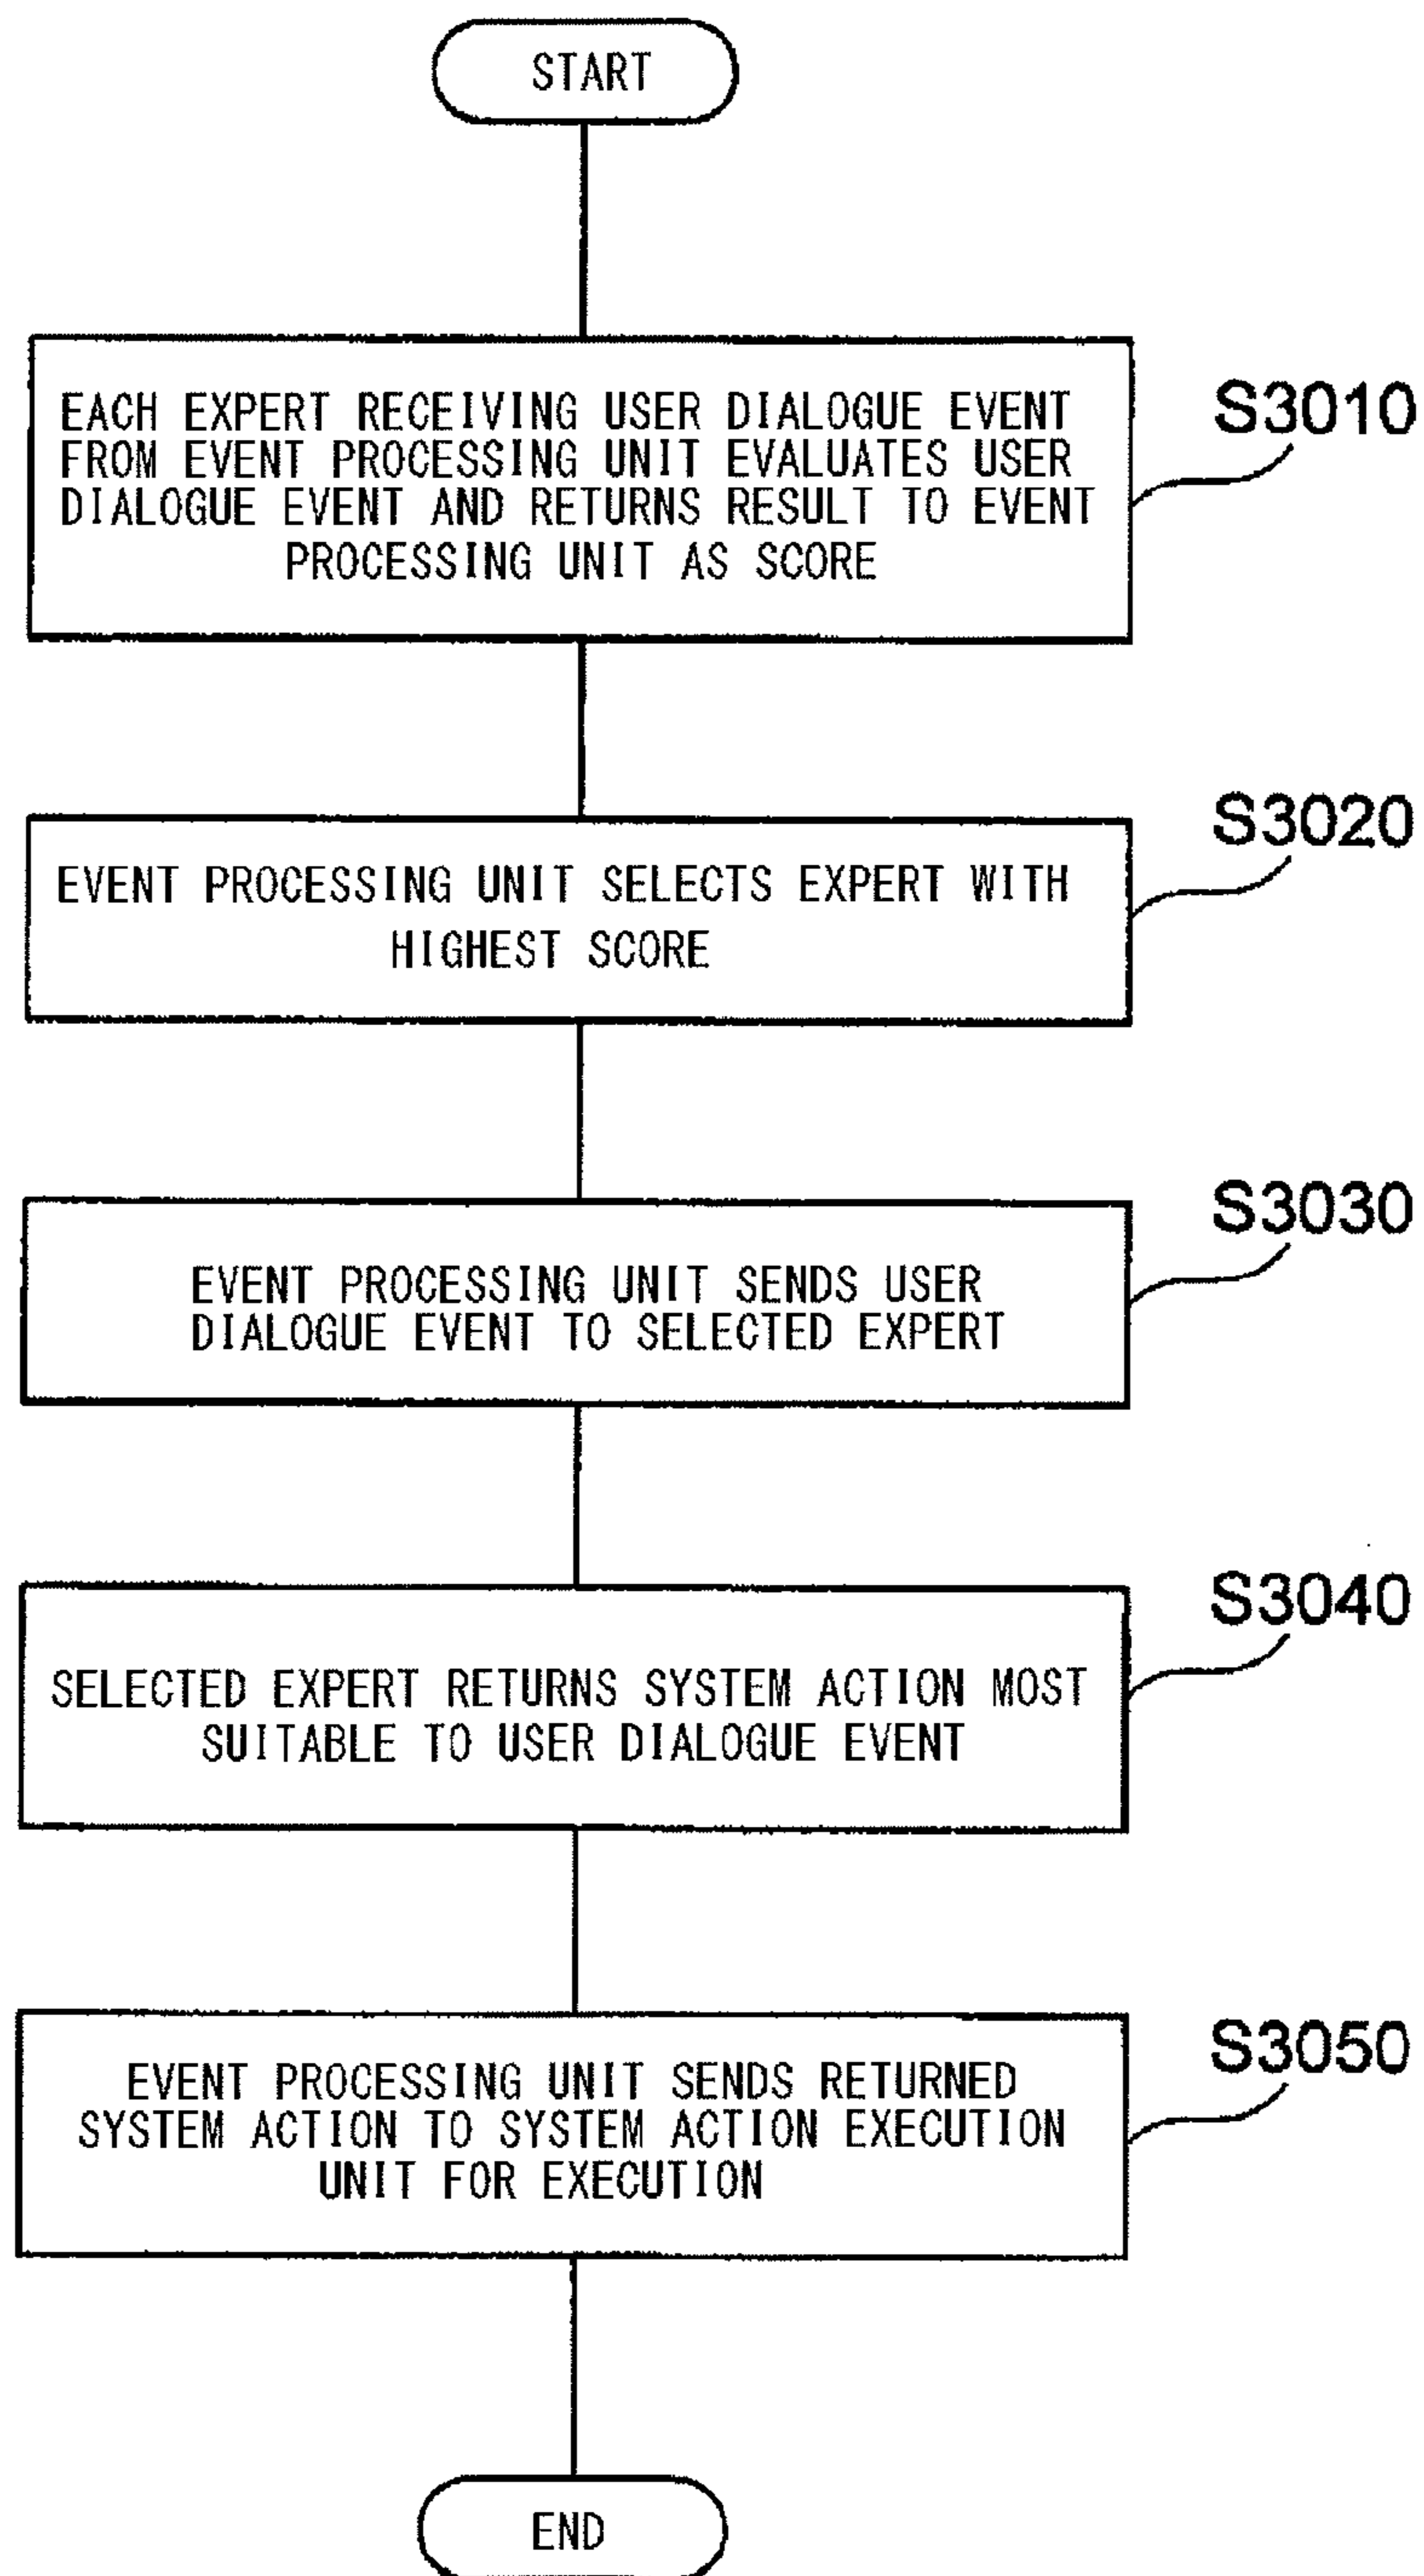 START
EACH EXPERT RECEIVING USER DIALOGUE EVENT
FROM EVENT PROCESSING UNIT EVALUATES USER
DIALOGUE EVENT AND RETURNS RESULT TO EVENT
PROCESSING UNIT AS SCORE
S3010
EVENT PROCESSING UNIT SELECTS EXPERT WITH
HIGHEST SCORE
S3020
EVENT PROCESSING UNIT SENDS USER
DIALOGUE EVENT TO SELECTED EXPERT
S3030
SELECTED EXPERT RETURNS SYSTEM ACTION MOST
SUITABLE TO USER DIALOGUE EVENT
S3040
EVENT PROCESSING UNIT SENDS RETURNED
SYSTEM ACTION TO SYSTEM ACTION EXECUTION
UNIT FOR EXECUTION
S3050
END